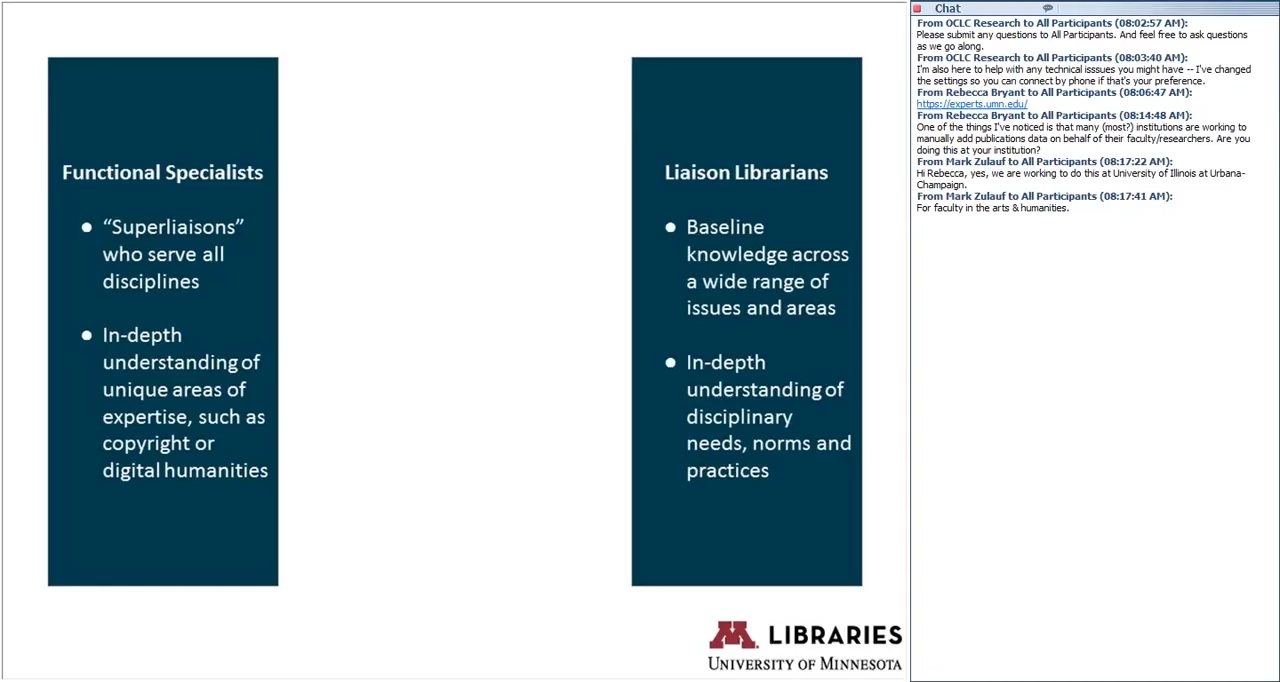 Functional Specialists
● “Superliaisons”
who serve all
disciplines
● In-depth
understanding of
unique areas of
expertise, such as
copyright or
digital humanities
Liaison Librarians
● Baseline
knowledge across
a wide range of
issues and areas
● In-depth
understanding of
disciplinary
needs, norms and
practices
M. LIBRARIES
UNIVERSITY OF MINNESOTA
Chat
From OCLC Research to All Participants (08:02:57 AM):
Please submit any questions to All Participants. And feel free to ask questions
as we go along.
From OCLC Research to All Participants (08:03:40 AM):
I'm also here to help with any technical isssues you might have -- I've changed
the settings so you can connect by phone if that's your preference.
From Rebecca Bryant to All Participants (08:06:47 AM):
https://experts.umn.edu/
From Rebecca Bryant to All Participants (08:14:48 AM):
One of the things I've noticed is that many (most?) institutions are working to
manually add publications data on behalf of their faculty/researchers. Are you
doing this at your institution?
From Mark Zulauf to All Participants (08:17:22 AM):
Hi Rebecca, yes, we are working to do this at University of Illinois at Urbana-
Champaign.
From Mark Zulauf to All Participants (08:17:41 AM):
For faculty in the arts & humanities.